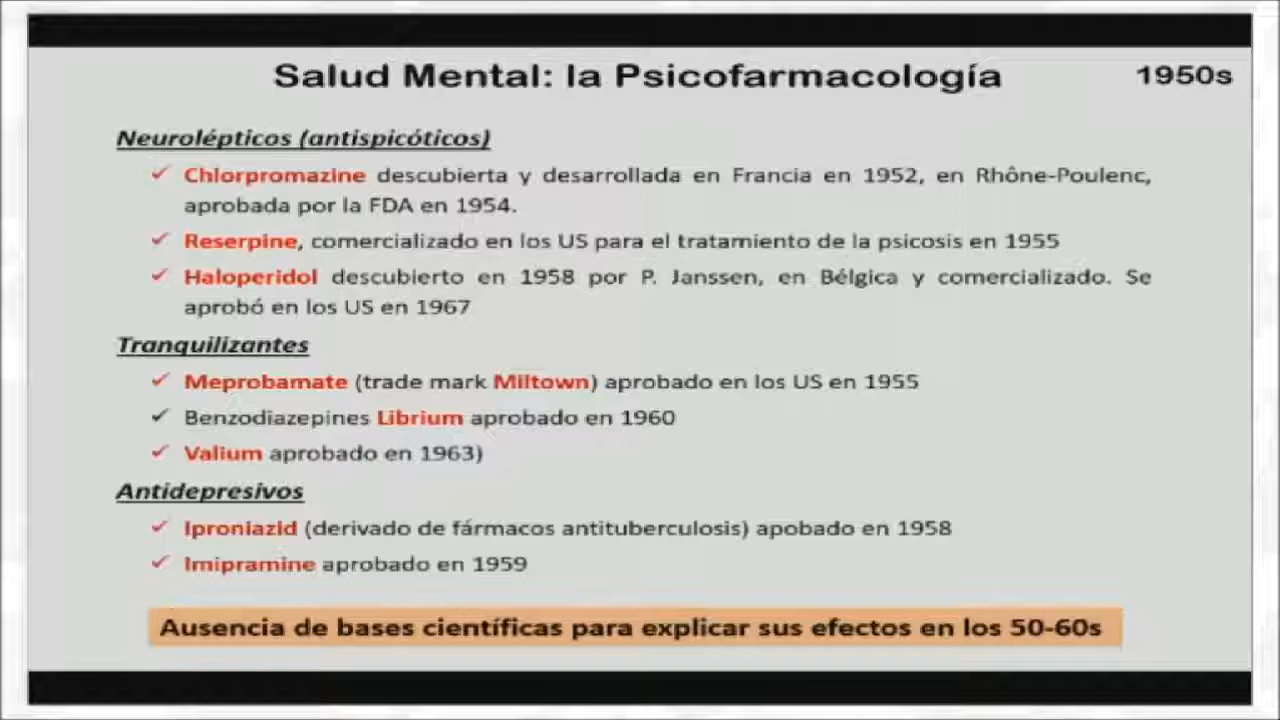 Salud Mental: la Psicofarmacología
1950s
Neurolépticos (antispicóticos)
✓ Chlorpromazine descubierta y desarrollada en Francia en 1952, en Rhône-Poulenc,
aprobada por la FDA en 1954.
✓ Reserpine, comercializado en los US para el tratamiento de la psicosis en 1955
✓ Haloperidol descubierto en 1958 por P. Janssen, en Bélgica y comercializado. Se
aprobó en los US en 1967
Tranquilizantes
✓ Meprobamate (trade mark Miltown) aprobado en los US en 1955
✓ Benzodiazepines Librium aprobado en 1960
✓ Valium aprobado en 1963)
Antidepresivos
✓ Iproniazid (derivado de fármacos antituberculosis) apobado en 1958
✓ Imipramine aprobado en 1959
Ausencia de bases científicas para explicar sus efectos en los 50-60s